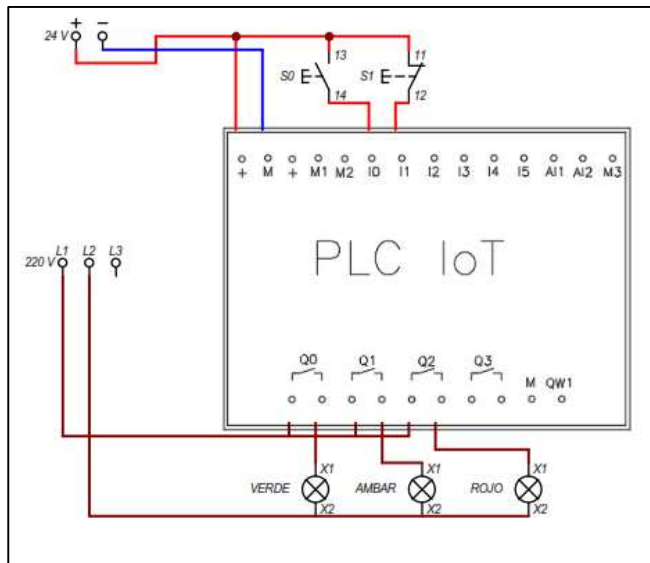 + −
24 V
13 11
S0 S1
14 12
+ M + M1 M2 I0 I1 I2 I3 I4 I5 AI1 AI2 M3
L1 L2 L3
220 V
PLC IoT
Q0 Q1 Q2 Q3
M QW1
X1 X1 X1
VERDE AMBAR ROJO
X2 X2 X2